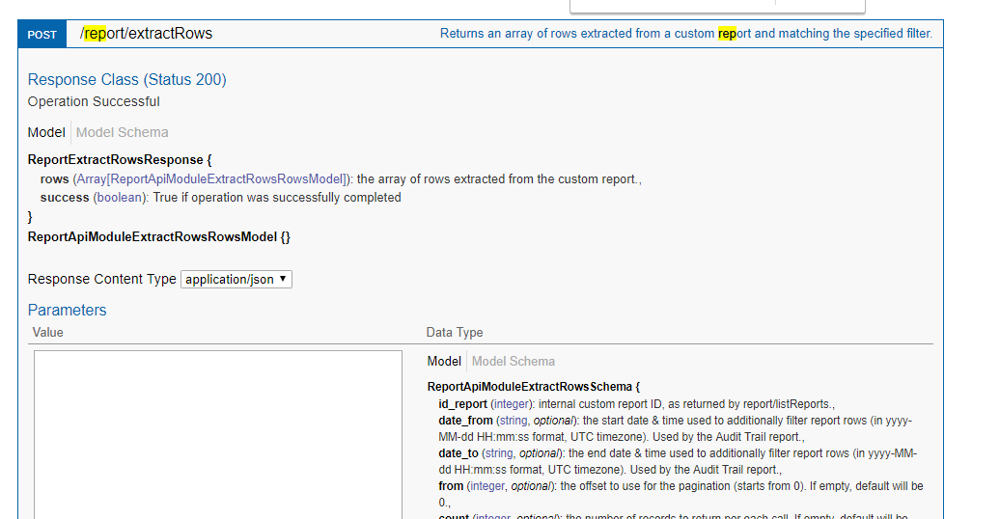 POST /report/extractRows Returns an array of rows extracted from a custom report and matching the specified filter.
Response Class (Status 200)
Operation Successful
Model Model Schema
ReportExtractRowsResponse {
rows (Array[ReportApiModuleExtractRowsRowsModel]): the array of rows extracted from the custom report.,
success (boolean): True if operation was successfully completed
}
ReportApiModuleExtractRowsRowsModel {}
Response Content Type application/json ▼
Parameters
Value Data Type
Model Model Schema
ReportApiModuleExtractRowsSchema {
id_report (integer): internal custom report ID, as returned by report/listReports.,
date_from (string, optional): the start date & time used to additionally filter report rows (in yyyy-
MM-dd HH:mm:ss format, UTC timezone). Used by the Audit Trail report.,
date_to (string, optional): the end date & time used to additionally filter report rows (in yyyy-MM-
dd HH:mm:ss format, UTC timezone). Used by the Audit Trail report.,
from (integer, optional): the offset to use for the pagination (starts from 0). If empty, default will be
0.,
count (integer, optional): the number of records to return per each call. If empty, default will be